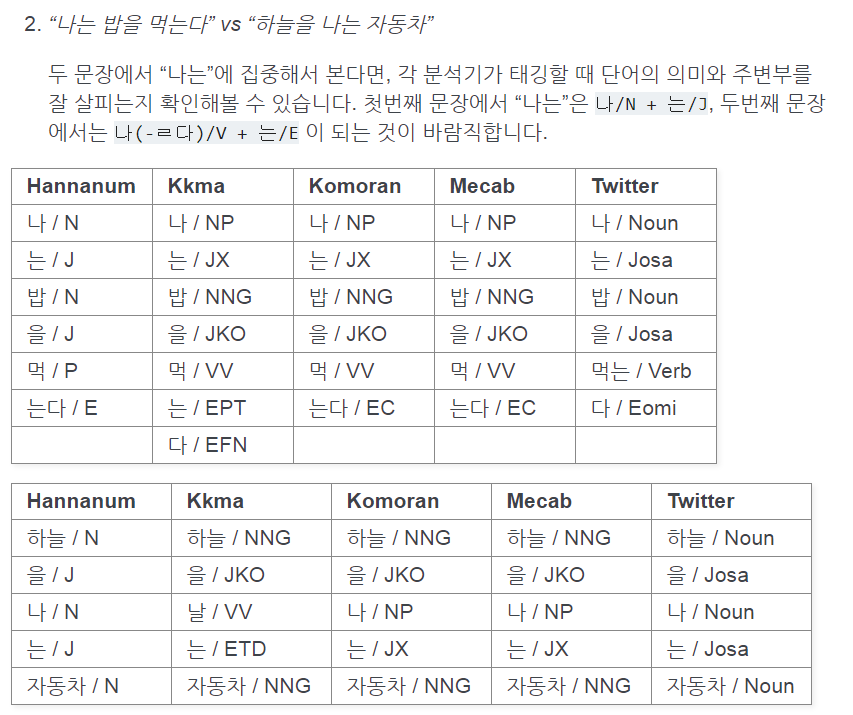 2. “나는 밥을 먹는다” vs “하늘을 나는 자동차”
두 문장에서 “나는”에 집중해서 본다면, 각 분석기가 태깅할 때 단어의 의미와 주변부를
잘 살피는지 확인해볼 수 있습니다. 첫번째 문장에서 “나는”은 나/N + 는/J, 두번째 문장
에서는 나(-ㄹ다)/V + 는/E 이 되는 것이 바람직합니다.
Hannanum Kkma Komoran Mecab Twitter
나 / N 나 / NP 나 / NP 나 / NP 나 / Noun
는 / J 는 / JX 는 / JX 는 / JX 는 / Josa
밥 / N 밥 / NNG 밥 / NNG 밥 / NNG 밥 / Noun
을 / J 을 / JKO 을 / JKO 을 / JKO 을 / Josa
먹 / P 먹 / VV 먹 / VV 먹 / VV 먹는 / Verb
는다 / E 는 / EPT 는다 / EC 는다 / EC 다 / Eomi
다 / EFN
Hannanum Kkma Komoran Mecab Twitter
하늘 / N 하늘 / NNG 하늘 / NNG 하늘 / NNG 하늘 / Noun
을 / J 을 / JKO 을 / JKO 을 / JKO 을 / Josa
나 / N 날 / VV 나 / NP 나 / NP 나 / Noun
는 / J 는 / ETD 는 / JX 는 / JX 는 / Josa
자동차 / N 자동차 / NNG 자동차 / NNG 자동차 / NNG 자동차 / Noun